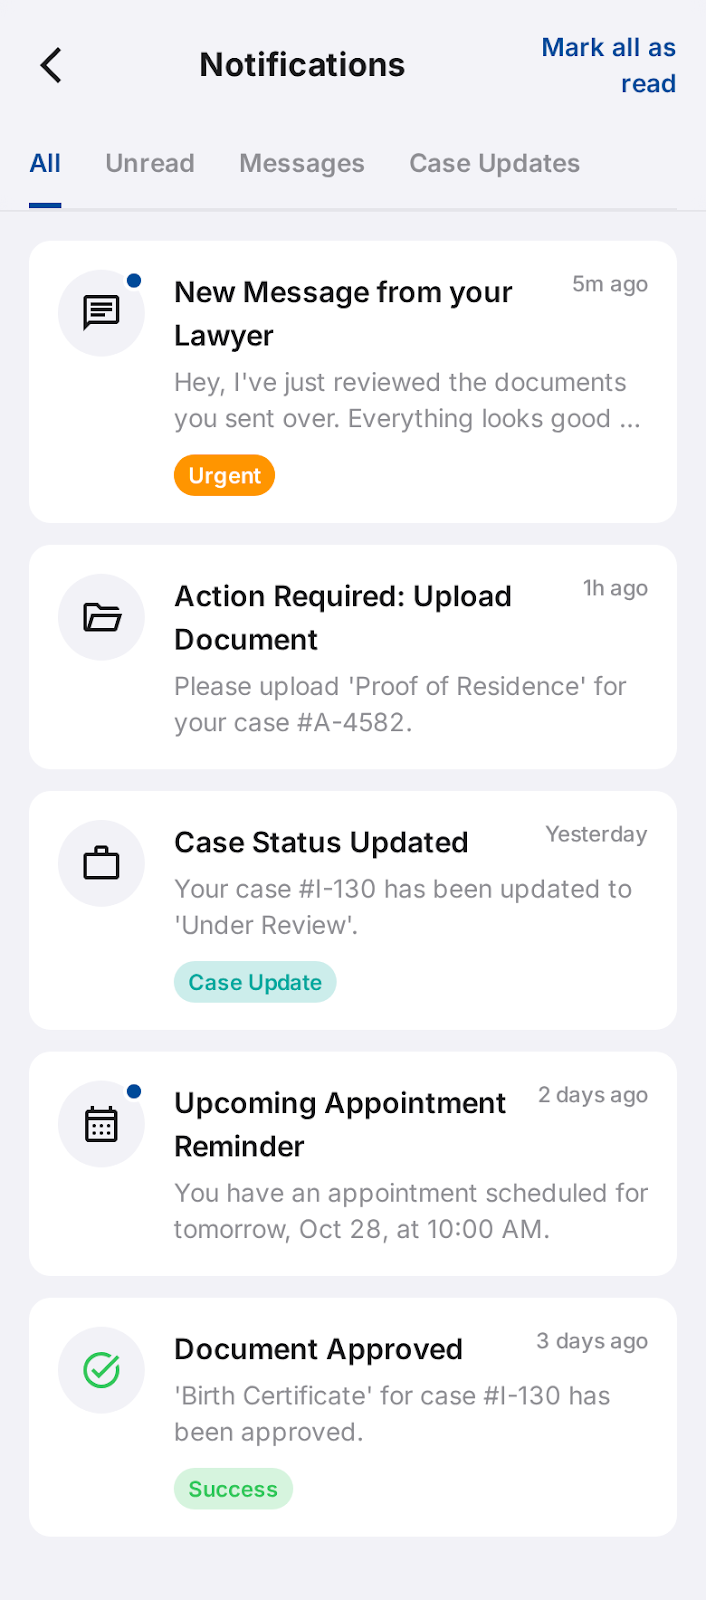 Notifications
Mark all as
read
All Unread Messages Case Updates
New Message from your
Lawyer
5m ago
Hey, I've just reviewed the documents
you sent over. Everything looks good ...
Urgent
Action Required: Upload
Document
1h ago
Please upload 'Proof of Residence' for
your case #A-4582.
Case Status Updated
Yesterday
Your case #I-130 has been updated to
'Under Review'.
Case Update
Upcoming Appointment
Reminder
2 days ago
You have an appointment scheduled for
tomorrow, Oct 28, at 10:00 AM.
Document Approved
3 days ago
'Birth Certificate' for case #I-130 has
been approved.
Success